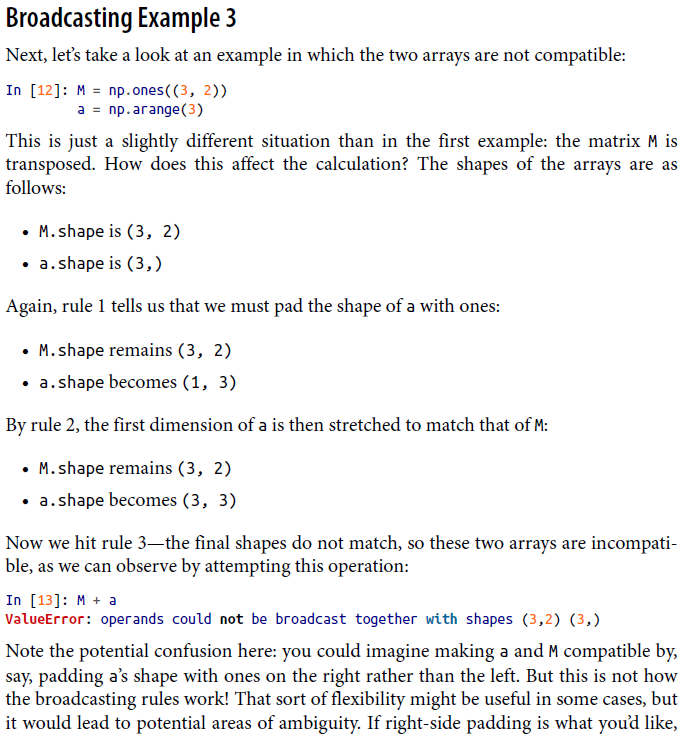 Broadcasting Example 3
Next, let’s take a look at an example in which the two arrays are not compatible:
In [12]: M = np.ones((3, 2))
a = np.arange(3)
This is just a slightly different situation than in the first example: the matrix M is
transposed. How does this affect the calculation? The shapes of the arrays are as
follows:
• M.shape is (3, 2)
• a.shape is (3,)
Again, rule 1 tells us that we must pad the shape of a with ones:
• M.shape remains (3, 2)
• a.shape becomes (1, 3)
By rule 2, the first dimension of a is then stretched to match that of M:
• M.shape remains (3, 2)
• a.shape becomes (3, 3)
Now we hit rule 3—the final shapes do not match, so these two arrays are incompati-
ble, as we can observe by attempting this operation:
In [13]: M + a
ValueError: operands could not be broadcast together with shapes (3,2) (3,)
Note the potential confusion here: you could imagine making a and M compatible by,
say, padding a’s shape with ones on the right rather than the left. But this is not how
the broadcasting rules work! That sort of flexibility might be useful in some cases, but
it would lead to potential areas of ambiguity. If right-side padding is what you’d like,